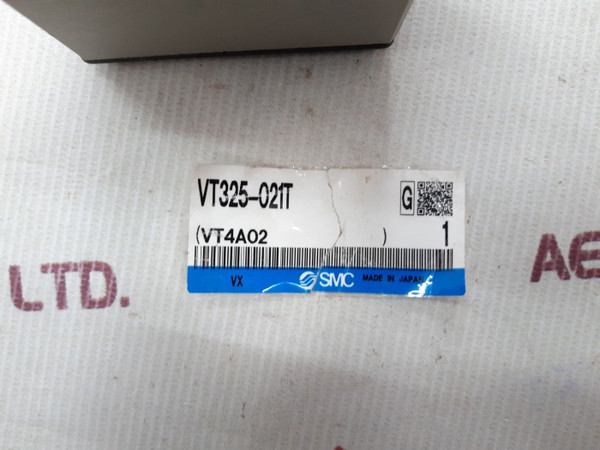 VT325-021T
G
(VT4A02 )
1
VX
SMC
MADE IN JAPAN
LTD.
AE